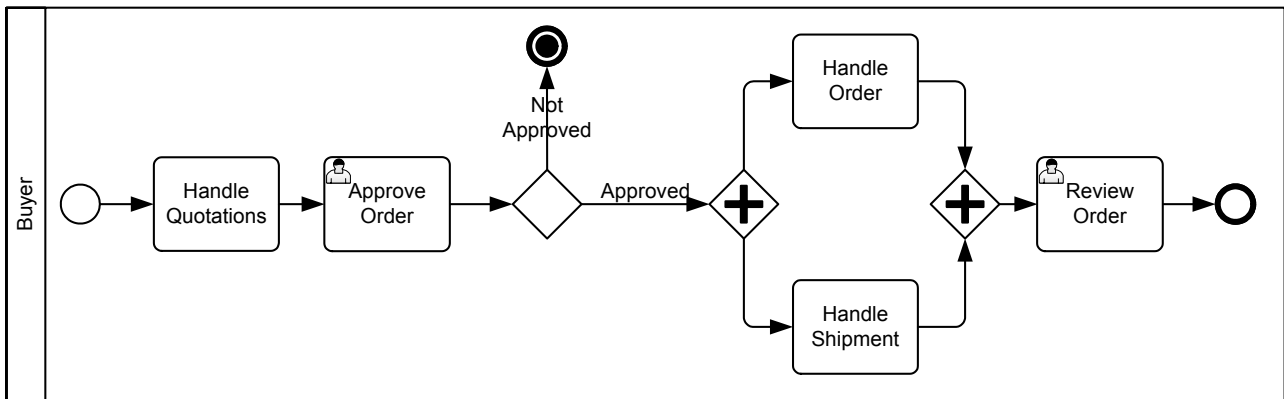 Buyer
Handle
Quotations
Approve
Order
Not
Approved
Approved
Handle
Order
Handle
Shipment
Review
Order